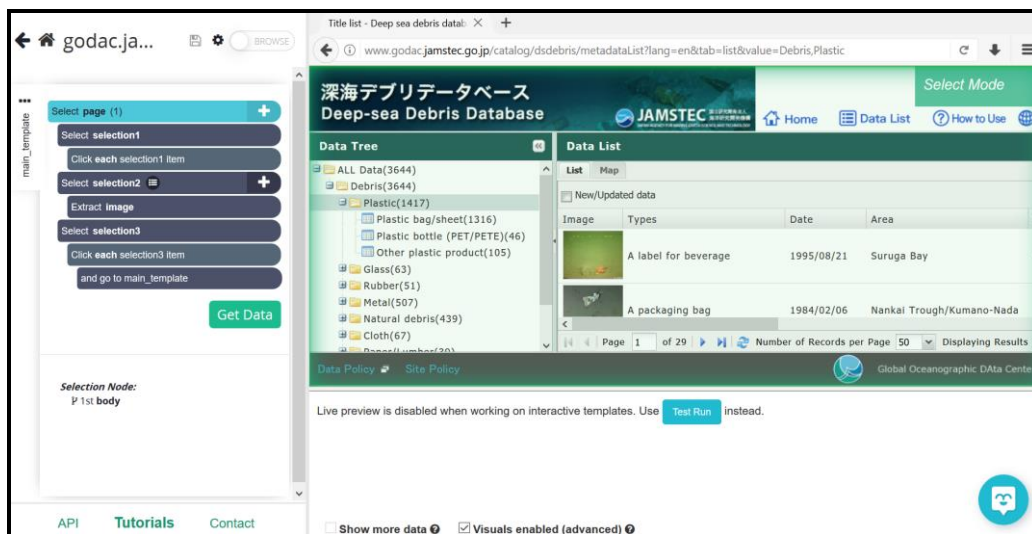 godac.ja...
BROWSE
main_template
Select page (1)
Select selection1
Click each selection1 item
Select selection2
Extract image
Select selection3
Click each selection3 item
and go to main_template
Get Data
Selection Node:
1st body
API Tutorials Contact
Title list - Deep sea debris datab
www.godac.jamstec.go.jp/catalog/dsdebris/metadataList?lang=en&tab=list&value=Debris,Plastic
Select Mode
深海デブリデータベース
Deep-sea Debris Database
JAMSTEC
Home Data List How to Use
Data Tree
ALL Data(3644)
Debris(3644)
Plastic(1417)
Plastic bag/sheet(1316)
Plastic bottle (PET/PETE)(46)
Other plastic product(105)
Glass(63)
Rubber(51)
Metal(507)
Natural debris(439)
Cloth(67)
Data List
List Map
New/Updated data
Image Types Date Area
A label for beverage 1995/08/21 Suruga Bay
A packaging bag 1984/02/06 Nankai Trough/Kumano-Nada
Page 1 of 29 Number of Records per Page 50 Displaying Results
Data Policy Site Policy
Global Oceanographic DAta Cente
Live preview is disabled when working on interactive templates. Use Test Run instead.
Show more data Visuals enabled (advanced)